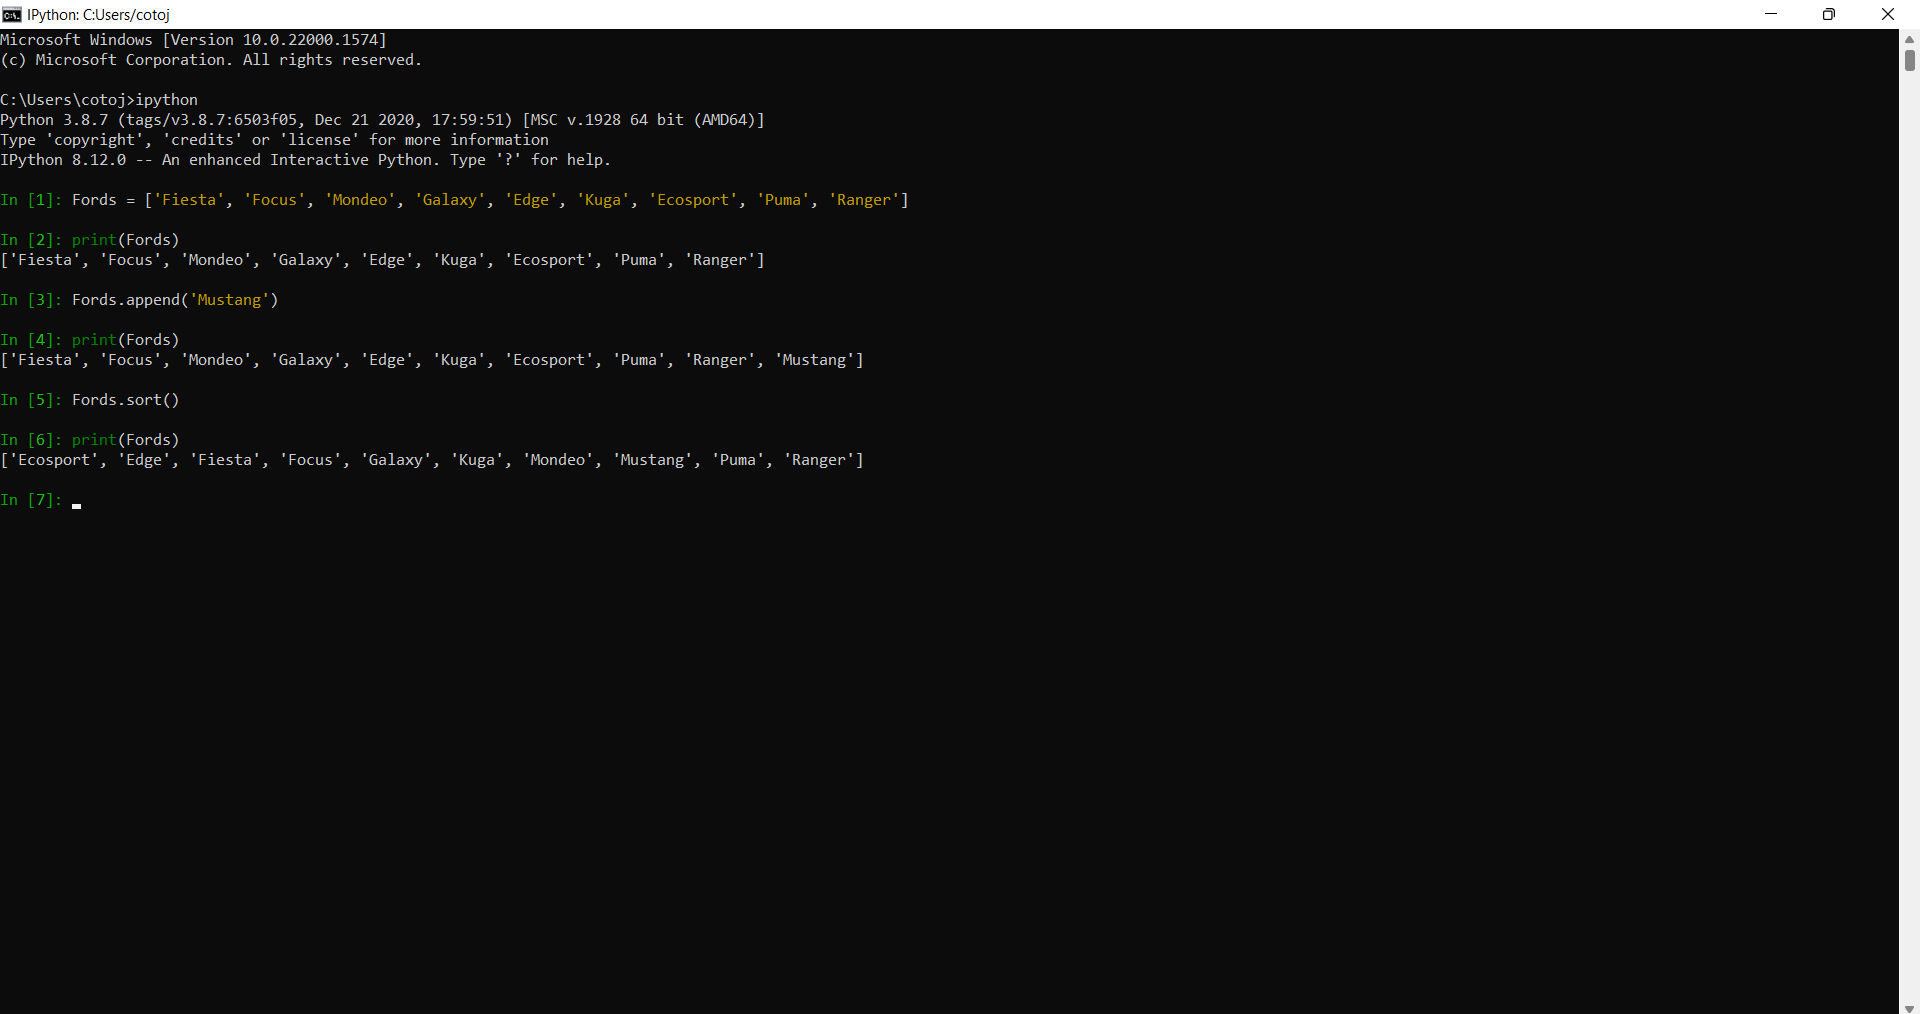 IPython: C:Users/cotoj
Microsoft Windows [Version 10.0.22000.1574]
(c) Microsoft Corporation. All rights reserved.
C:\Users\cotoj>ipython
Python 3.8.7 (tags/v3.8.7:6503f05, Dec 21 2020, 17:59:51) [MSC v.1928 64 bit (AMD64)]
Type 'copyright', 'credits' or 'license' for more information
IPython 8.12.0 -- An enhanced Interactive Python. Type '?' for help.
In [1]: Fords = ['Fiesta', 'Focus', 'Mondeo', 'Galaxy', 'Edge', 'Kuga', 'Ecosport', 'Puma', 'Ranger']
In [2]: print(Fords)
['Fiesta', 'Focus', 'Mondeo', 'Galaxy', 'Edge', 'Kuga', 'Ecosport', 'Puma', 'Ranger']
In [3]: Fords.append('Mustang')
In [4]: print(Fords)
['Fiesta', 'Focus', 'Mondeo', 'Galaxy', 'Edge', 'Kuga', 'Ecosport', 'Puma', 'Ranger', 'Mustang']
In [5]: Fords.sort()
In [6]: print(Fords)
['Ecosport', 'Edge', 'Fiesta', 'Focus', 'Galaxy', 'Kuga', 'Mondeo', 'Mustang', 'Puma', 'Ranger']
In [7]: